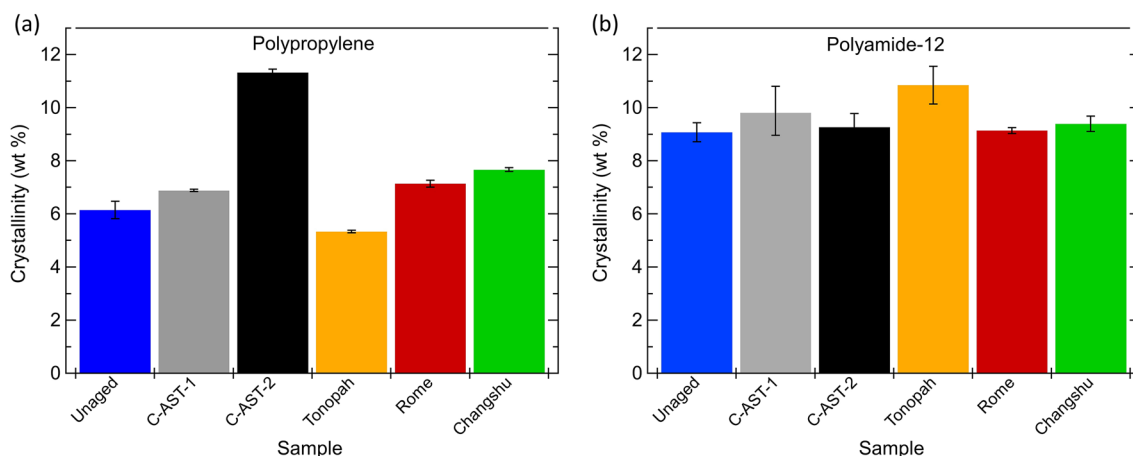 (a)
Polypropylene
Crystallinity (wt %)
12
10
8
6
4
2
0
Unaged
C-AST-1
C-AST-2
Tonopah
Rome
Changshu
Sample
(b)
Polyamide-12
Crystallinity (wt %)
12
10
8
6
4
2
0
Unaged
C-AST-1
C-AST-2
Tonopah
Rome
Changshu
Sample